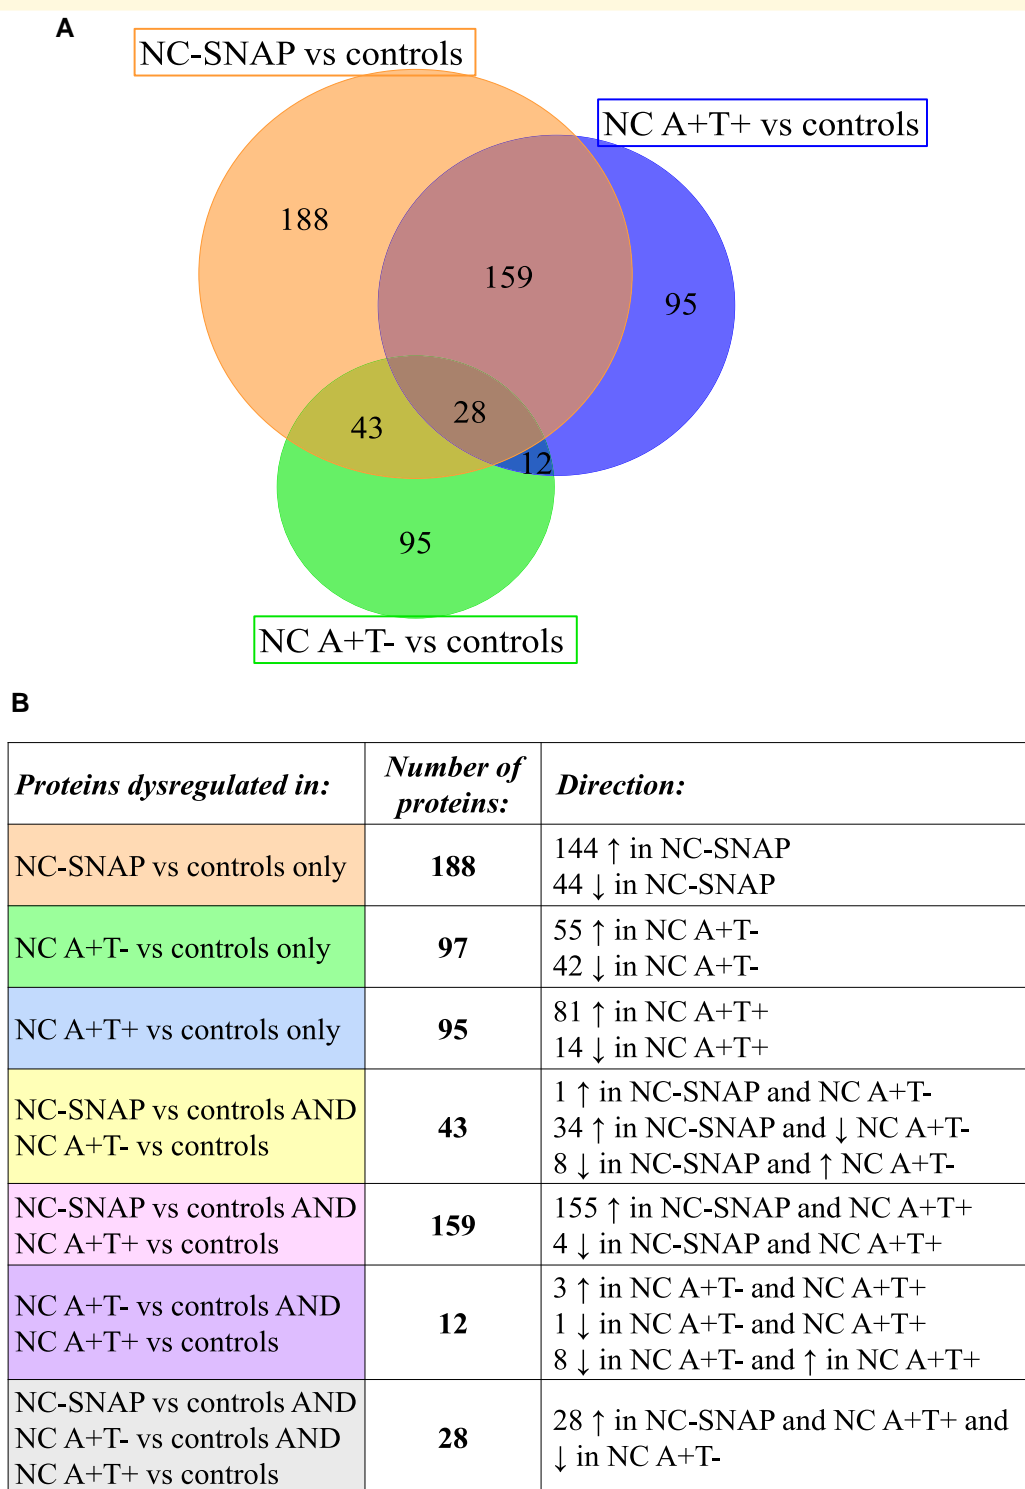 A
NC-SNAP vs controls
NC A+T+ vs controls
188
159
95
43
28
12
95
NC A+T- vs controls
B
Proteins dysregulated in:
Number of
proteins:
Direction:
NC-SNAP vs controls only
188
144 ↑ in NC-SNAP
44 ↓ in NC-SNAP
NC A+T- vs controls only
97
55 ↑ in NC A+T-
42 ↓ in NC A+T-
NC A+T+ vs controls only
95
81 ↑ in NC A+T+
14 ↓ in NC A+T+
NC-SNAP vs controls AND
NC A+T- vs controls
43
1 ↑ in NC-SNAP and NC A+T-
34 ↑ in NC-SNAP and ↓ NC A+T-
8 ↓ in NC-SNAP and ↑ NC A+T-
NC-SNAP vs controls AND
NC A+T+ vs controls
159
155 ↑ in NC-SNAP and NC A+T+
4 ↓ in NC-SNAP and NC A+T+
NC A+T- vs controls AND
NC A+T+ vs controls
12
3 ↑ in NC A+T- and NC A+T+
1 ↓ in NC A+T- and NC A+T+
8 ↓ in NC A+T- and ↑ in NC A+T+
NC-SNAP vs controls AND
NC A+T- vs controls AND
NC A+T+ vs controls
28
28 ↑ in NC-SNAP and NC A+T+ and
↓ in NC A+T-